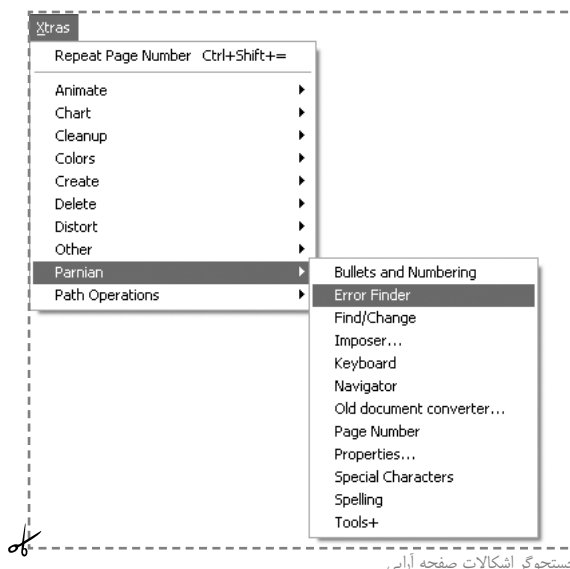 Xtras
Repeat Page Number Ctrl+Shift+=
Animate
Chart
Cleanup
Colors
Create
Delete
Distort
Other
Parnian
Path Operations
Bullets and Numbering
Error Finder
Find/Change
Imposer...
Keyboard
Navigator
Old document converter...
Page Number
Properties...
Special Characters
Spelling
Tools+
جستجوگر اشکالات صفحه آرایی